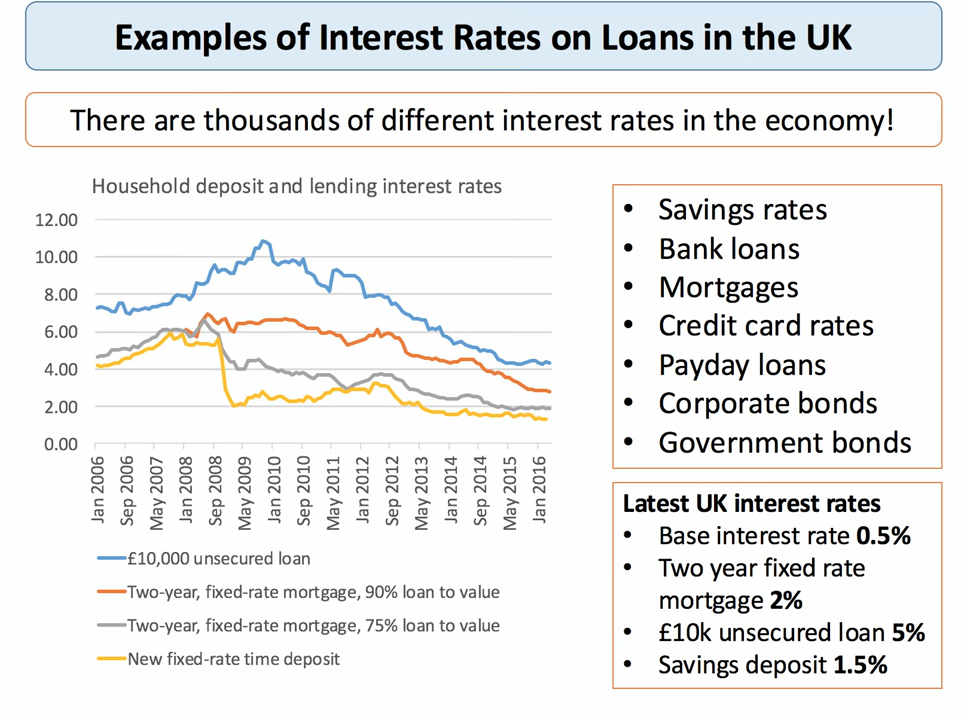 Examples of Interest Rates on Loans in the UK
There are thousands of different interest rates in the economy!
Household deposit and lending interest rates
12.00
10.00
8.00
6.00
4.00
2.00
0.00
Jan 2006
Sep 2006
May 2007
Jan 2008
Sep 2008
May 2009
Jan 2010
Sep 2010
May 2011
Jan 2012
Sep 2012
May 2013
Jan 2014
Sep 2014
May 2015
Jan 2016
£10,000 unsecured loan
Two-year, fixed-rate mortgage, 90% loan to value
Two-year, fixed-rate mortgage, 75% loan to value
New fixed-rate time deposit
• Savings rates
• Bank loans
• Mortgages
• Credit card rates
• Payday loans
• Corporate bonds
• Government bonds
Latest UK interest rates
• Base interest rate 0.5%
• Two year fixed rate
mortgage 2%
• £10k unsecured loan 5%
• Savings deposit 1.5%